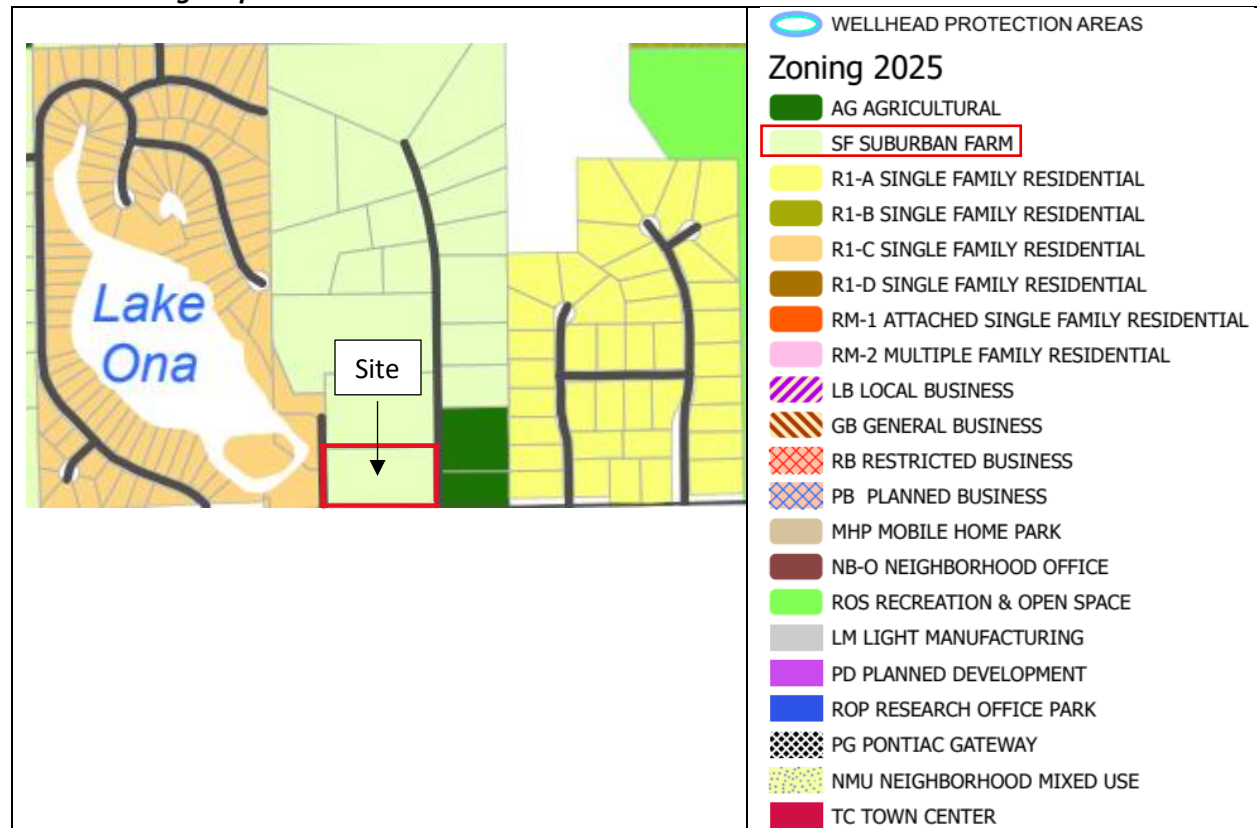 Lake
Ona
Site
WELLHEAD PROTECTION AREAS
Zoning 2025
AG AGRICULTURAL
SF SUBURBAN FARM
R1-A SINGLE FAMILY RESIDENTIAL
R1-B SINGLE FAMILY RESIDENTIAL
R1-C SINGLE FAMILY RESIDENTIAL
R1-D SINGLE FAMILY RESIDENTIAL
RM-1 ATTACHED SINGLE FAMILY RESIDENTIAL
RM-2 MULTIPLE FAMILY RESIDENTIAL
LB LOCAL BUSINESS
GB GENERAL BUSINESS
RB RESTRICTED BUSINESS
PB PLANNED BUSINESS
MHP MOBILE HOME PARK
NB-O NEIGHBORHOOD OFFICE
ROS RECREATION & OPEN SPACE
LM LIGHT MANUFACTURING
PD PLANNED DEVELOPMENT
ROP RESEARCH OFFICE PARK
PG PONTIAC GATEWAY
NMU NEIGHBORHOOD MIXED USE
TC TOWN CENTER